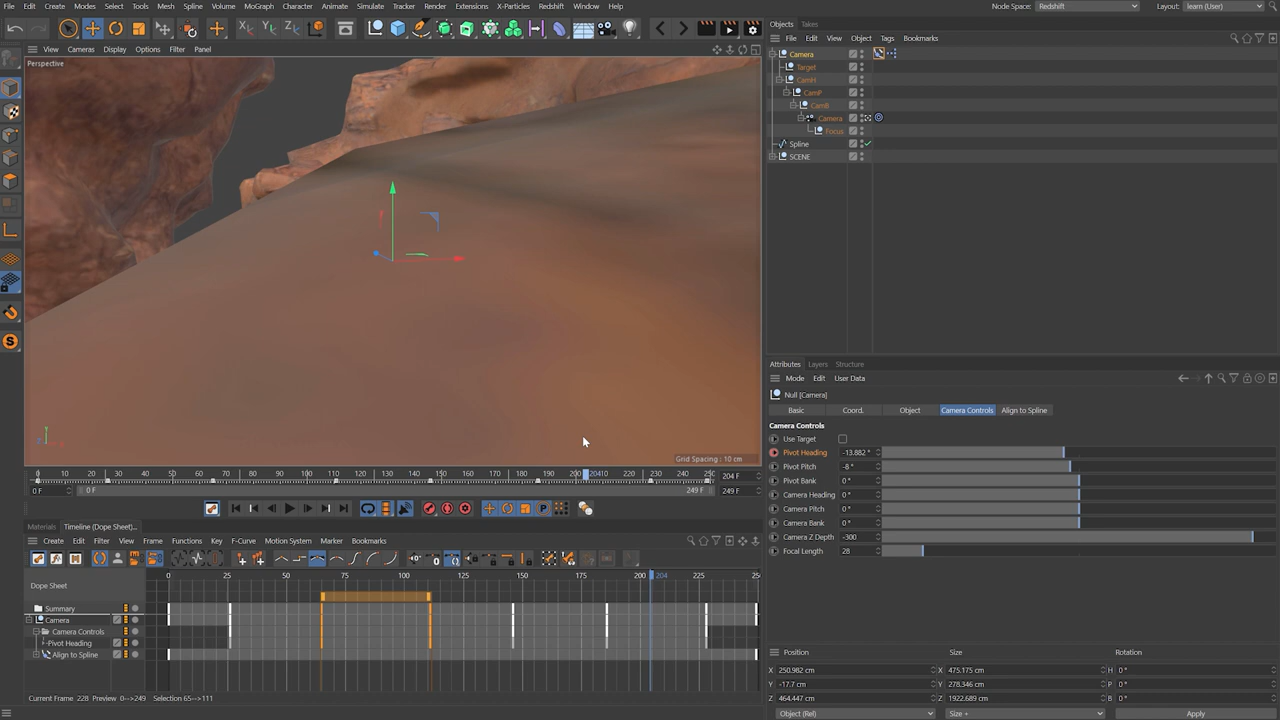 File Edit Create Modes Select Tools Mesh Spline Volume MoGraph Character Animate Simulate Tracker Render Extensions X-Particles Redshift Window Help Node Space: Redshift Layout: learn (User)
X Y Z
Objects Takes
View Cameras Display Options Filter Panel
File Edit View Object Tags Bookmarks
Perspective
Camera
Target
CamH
CamP
CamB
Camera
Focus
Spline
SCENE
Attributes Layers Structure
Mode Edit User Data
Null [Camera]
Basic Coord. Object Camera Controls Align to Spline
Camera Controls
Use Target
Pivot Heading -13.882 °
Pivot Pitch -8 °
Pivot Bank 0 °
Camera Heading 0 °
Camera Pitch 0 °
Camera Bank 0 °
Camera Z Depth -300
Focal Length 28
Grid Spacing : 10 cm
0 10 20 30 40 50 60 70 80 90 100 110 120 130 140 150 160 170 180 190 200 204 210 220 230 240 250 204 F
0 F 0 F 249 F 249 F
P
Materials Timeline (Dope Sheet)...
Create Edit View Frame Functions Key F-Curve Motion System Marker Bookmarks
Dope Sheet
0 25 50 75 100 125 150 175 200 204 225 25
Summary
Camera
Camera Controls
Pivot Heading
Align to Spline
Position Size Rotation
X 250.982 cm X 475.175 cm H 0 °
Y -17.7 cm Y 278.346 cm P 0 °
Z 464.447 cm Z 1922.689 cm B 0 °
Object (Rel) Size + Apply
Current Frame 228 Preview 0-->249 Selection 65-->111